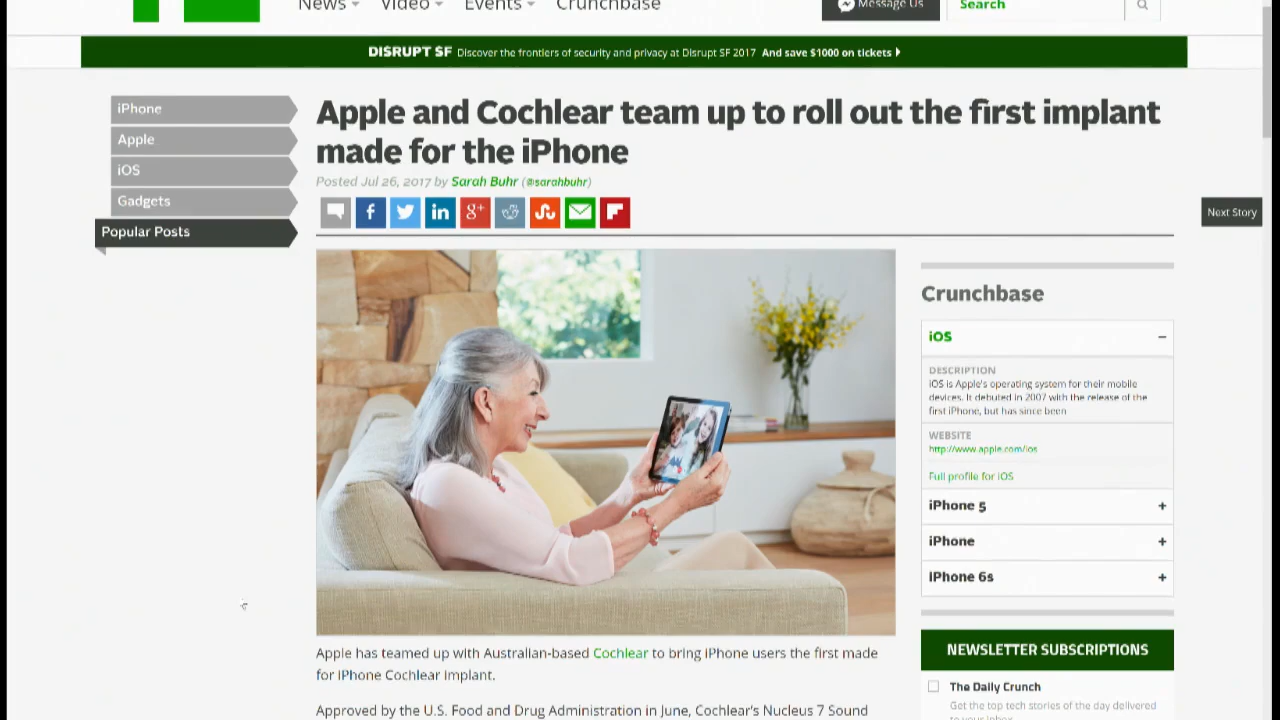 News Video Events Crunchbase
Message Us
Search
DISRUPT SF Discover the frontiers of security and privacy at Disrupt SF 2017 And save $1000 on tickets
iPhone
Apple
iOS
Gadgets
Popular Posts
Apple and Cochlear team up to roll out the first implant
made for the iPhone
Posted Jul 26, 2017 by Sarah Buhr (@sarahbuhr)
Next Story
Crunchbase
iOS
DESCRIPTION
iOS is Apple's operating system for their mobile
devices. It debuted in 2007 with the release of the
first iPhone, but has since been
WEBSITE
http://www.apple.com/ios
Full profile for iOS
iPhone 5
iPhone
iPhone 6s
NEWSLETTER SUBSCRIPTIONS
The Daily Crunch
Get the top tech stories of the day delivered
to your inbox
Apple has teamed up with Australian-based Cochlear to bring iPhone users the first made
for iPhone Cochlear implant.
Approved by the U.S. Food and Drug Administration in June, Cochlear's Nucleus 7 Sound